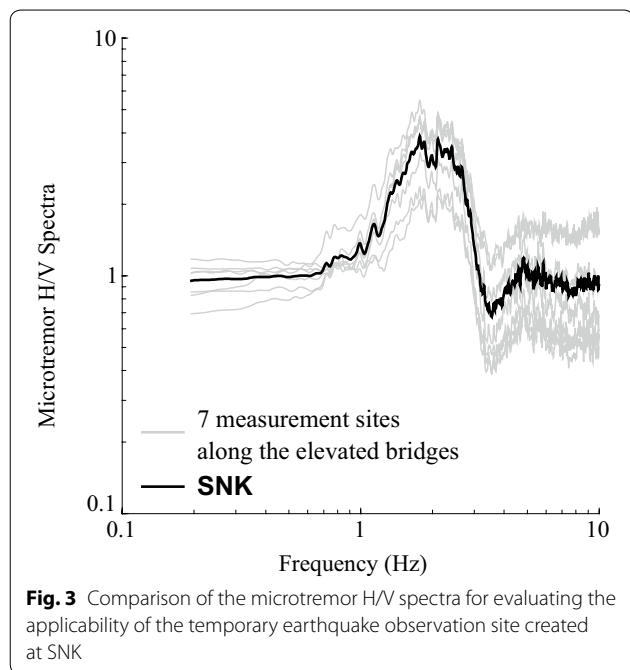 10
1
0.1
Microtremor H/V Spectra
7 measurement sites
along the elevated bridges
SNK
0.1
1
10
Frequency (Hz)
Fig. 3 Comparison of the microtremor H/V spectra for evaluating the
applicability of the temporary earthquake observation site created
at SNK